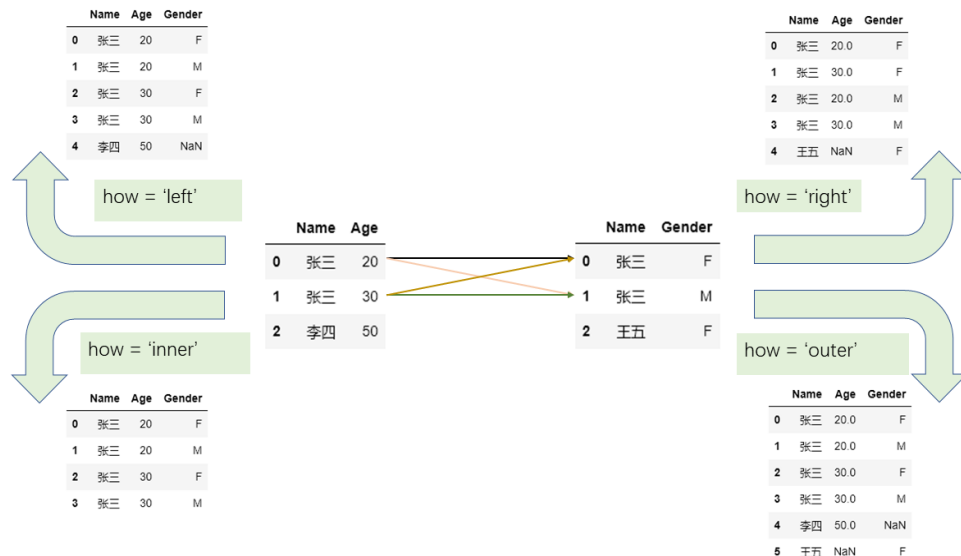 Name Age Gender
0 张三 20 F
1 张三 20 M
2 张三 30 F
3 张三 30 M
4 李四 50 NaN
how = ‘left’
Name Age Gender
0 张三 20.0 F
1 张三 30.0 F
2 张三 20.0 M
3 张三 30.0 M
4 王五 NaN F
how = ‘right’
Name Age
0 张三 20
1 张三 30
2 李四 50
Name Gender
0 张三 F
1 张三 M
2 王五 F
how = ‘inner’
Name Age Gender
0 张三 20 F
1 张三 20 M
2 张三 30 F
3 张三 30 M
how = ‘outer’
Name Age Gender
0 张三 20.0 F
1 张三 20.0 M
2 张三 30.0 F
3 张三 30.0 M
4 李四 50.0 NaN
5 王五 NaN F